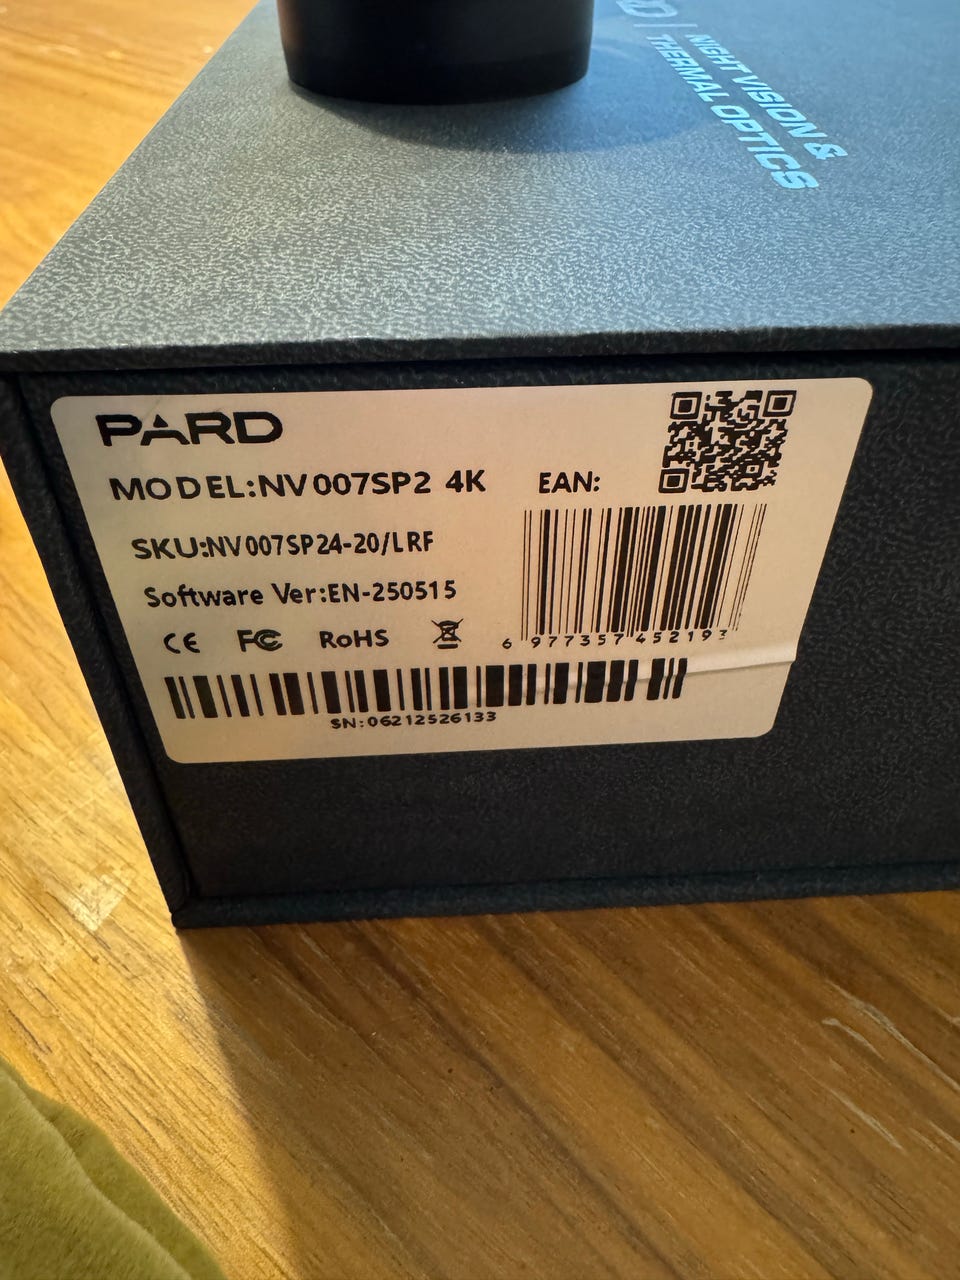 NIGHT VISION &
THERMAL OPTICS
PARD
MODEL:NV007SP2 4K
EAN:
SKU:NV007SP24-20/LRF
Software Ver:EN-250515
CE FC RoHS
6 977357 452193
SN:06212526133